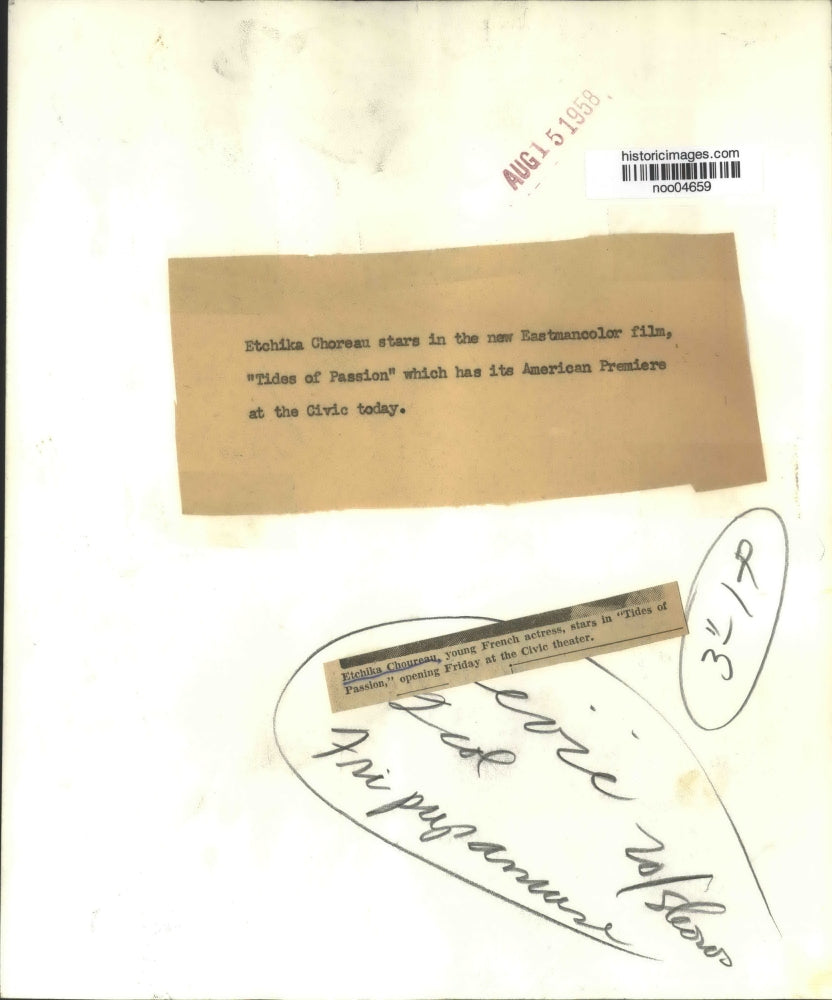 AUG 15 1958
historicimages.com
noo04659
Etchika Choreau stars in the new Eastmancolor film,
"Tides of Passion" which has its American Premiere
at the Civic today.
Etchika Choureau, young French actress, stars in "Tides of
Passion," opening Friday at the Civic theater.
civic
2 col
Fri
w/shows